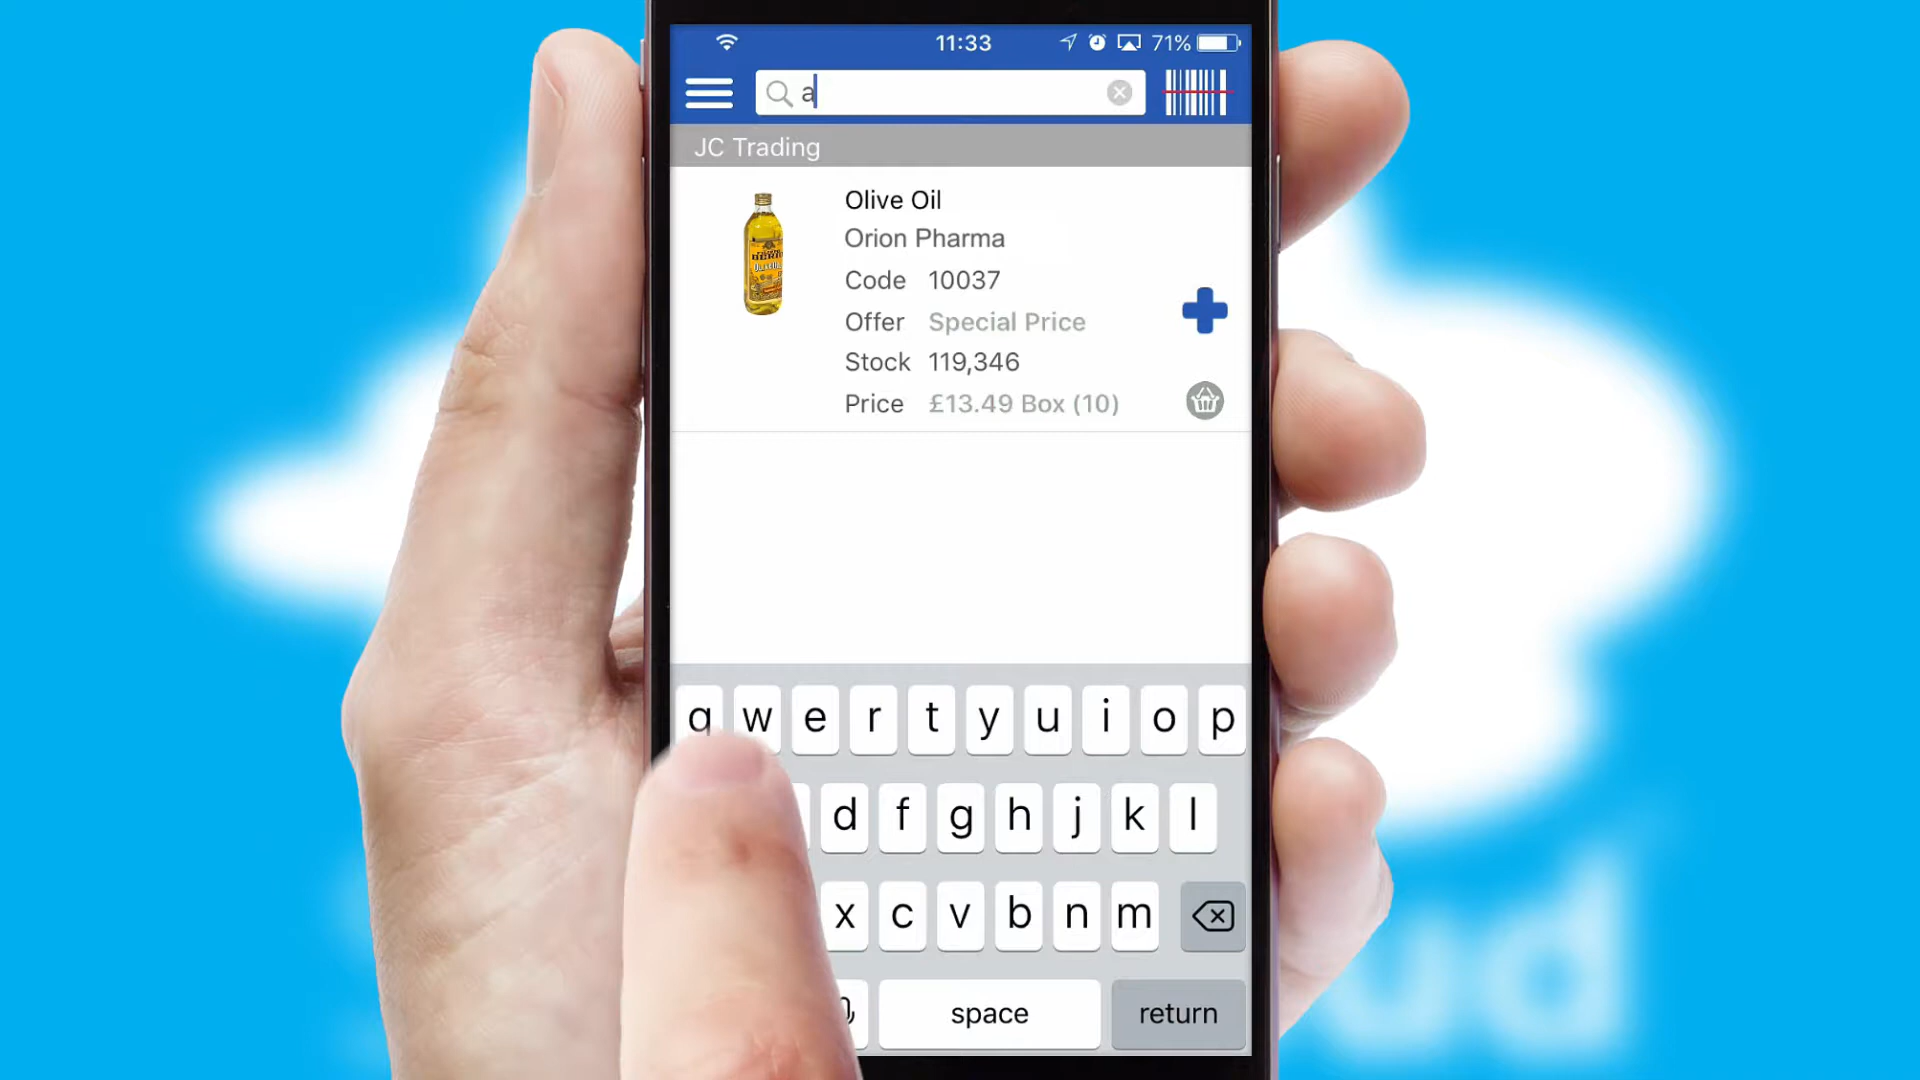 11:33 71%
a
JC Trading
Olive Oil
Orion Pharma
Code 10037
Offer Special Price
Stock 119,346
Price £13.49 Box (10)
q w e r t y u i o p
d f g h j k l
x c v b n m
space return